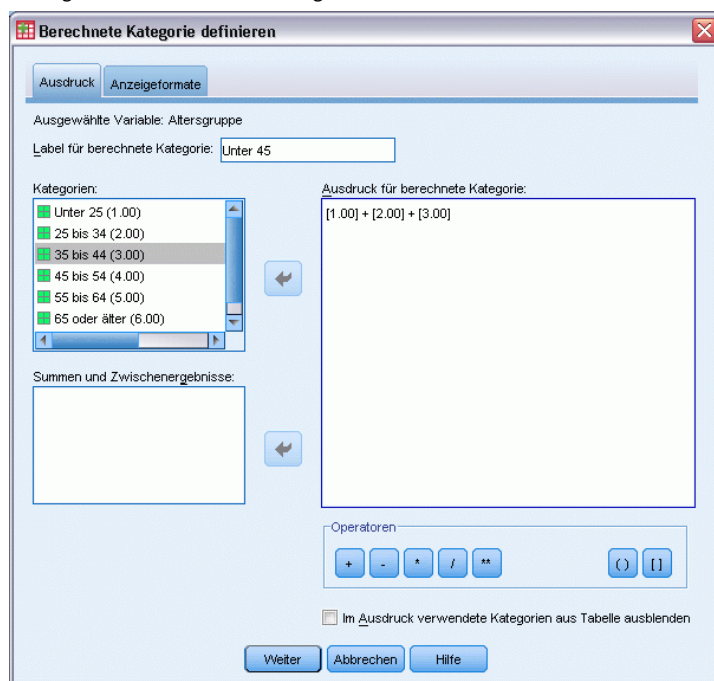 Berechnete Kategorie definieren
Ausdruck
Anzeigeformate
Ausgewählte Variable: Altersgruppe
Label für berechnete Kategorie:
Unter 45
Kategorien:
Unter 25 (1.00)
25 bis 34 (2.00)
35 bis 44 (3.00)
45 bis 54 (4.00)
55 bis 64 (5.00)
65 oder älter (6.00)
Ausdruck für berechnete Kategorie:
[1.00] + [2.00] + [3.00]
Summen und Zwischenergebnisse:
Operatoren
+ - * / ** ( ) [ ]
Im Ausdruck verwendete Kategorien aus Tabelle ausblenden
Weiter
Abbrechen
Hilfe